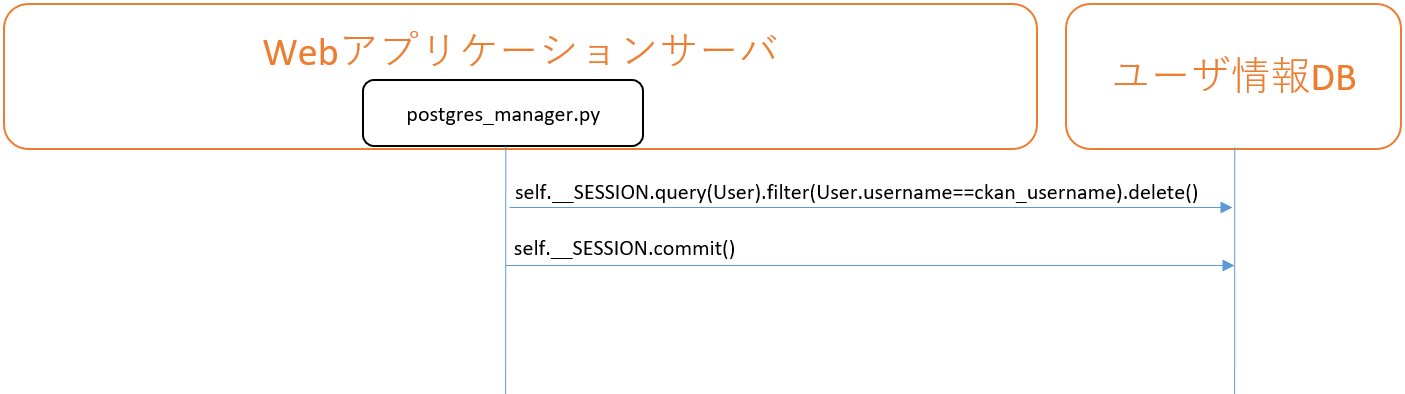 Webアプリケーションサーバ
ユーザ情報DB
postgres_manager.py
self.__SESSION.query(User).filter(User.username==ckan_username).delete()
self.__SESSION.commit()